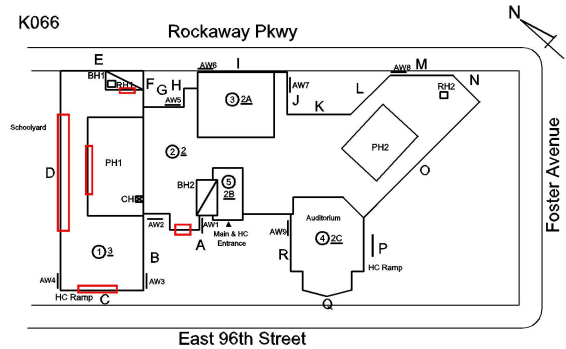 K066
Rockaway Pkwy
N
E
AW6
I
AW8
M
BH1
RH1
F
G
H
AW5
AW7
J
K
L
N
RH2
3 2A
Schoolyard
D
PH1
2 2
PH2
O
Foster Avenue
BH2
5
2B
CH
AW2
A
AW1
Main & HC
Entrance
AW9
Auditorium
4 2C
P
HC Ramp
1 3
B
R
AW4
AW3
HC Ramp
C
Q
East 96th Street